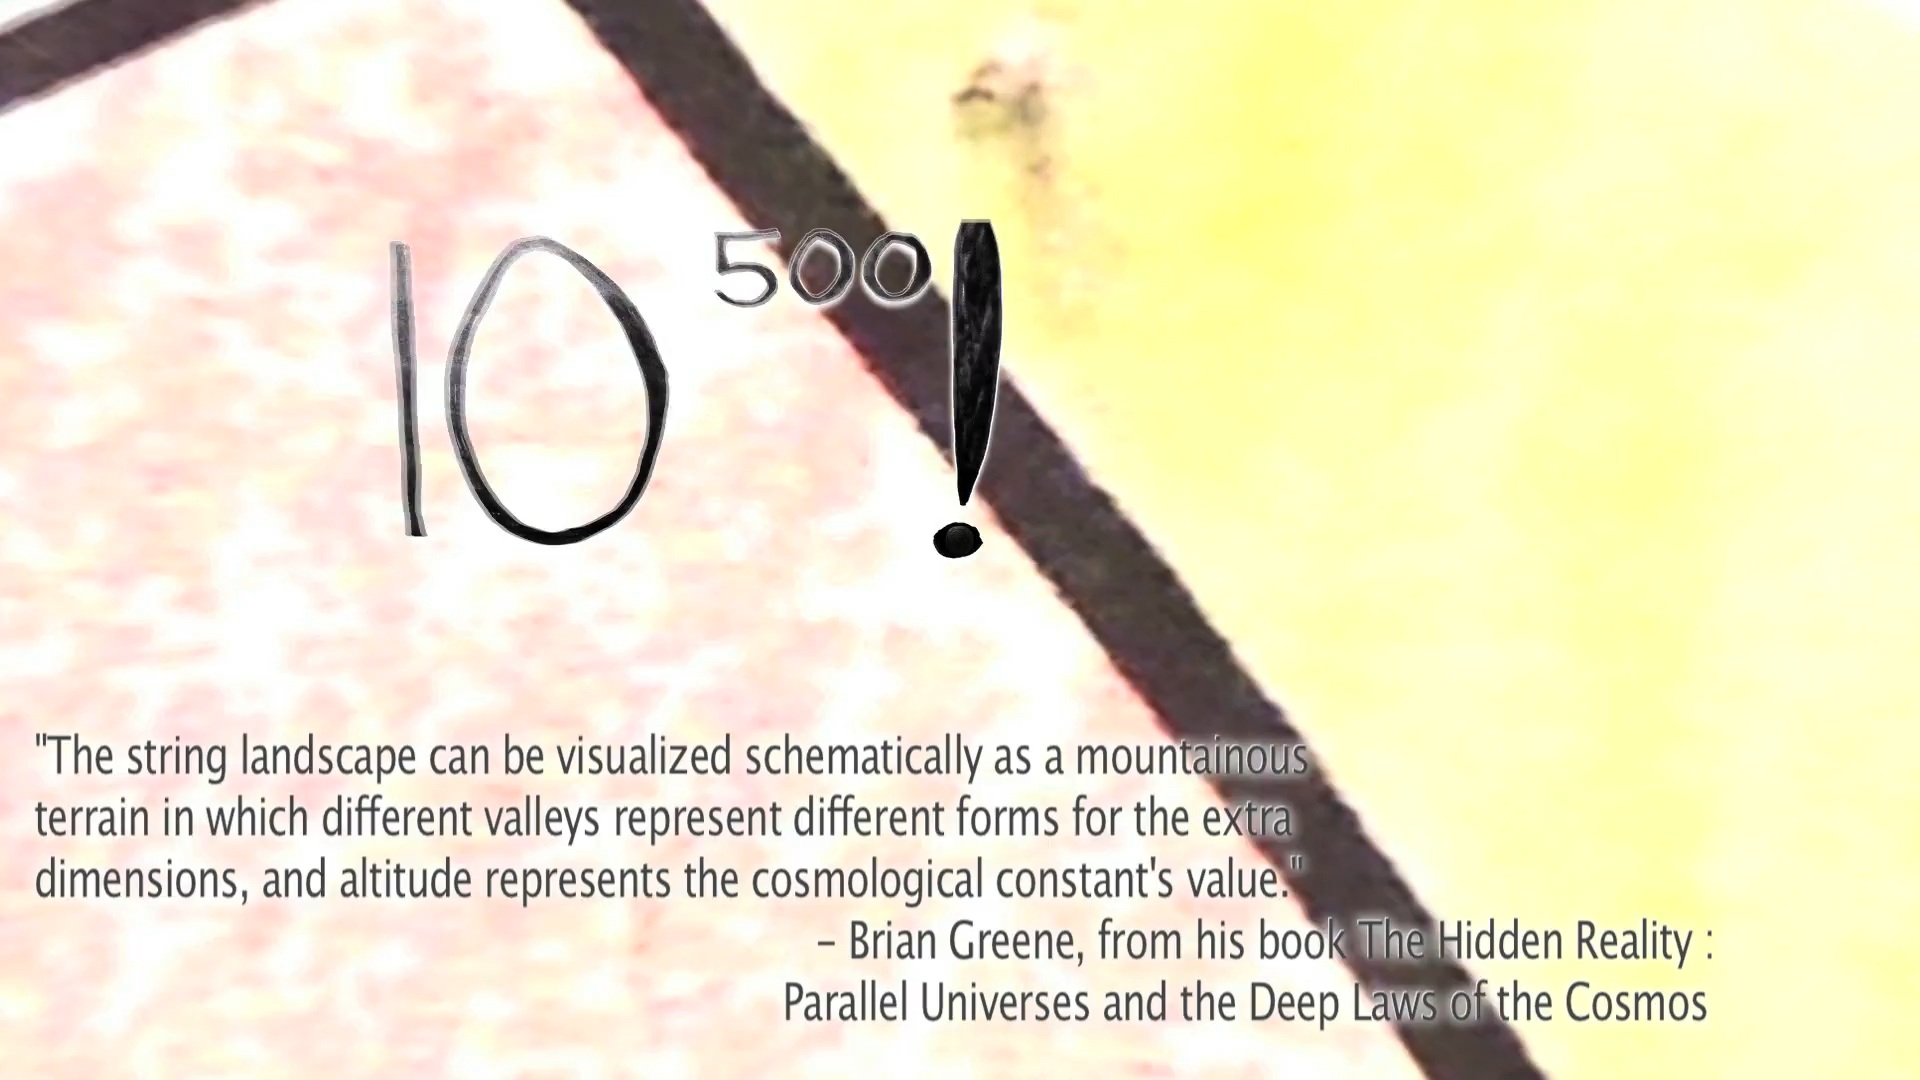 10⁵⁰⁰!
"The string landscape can be visualized schematically as a mountainous
terrain in which different valleys represent different forms for the extra
dimensions, and altitude represents the cosmological constant's value."
– Brian Greene, from his book The Hidden Reality :
Parallel Universes and the Deep Laws of the Cosmos